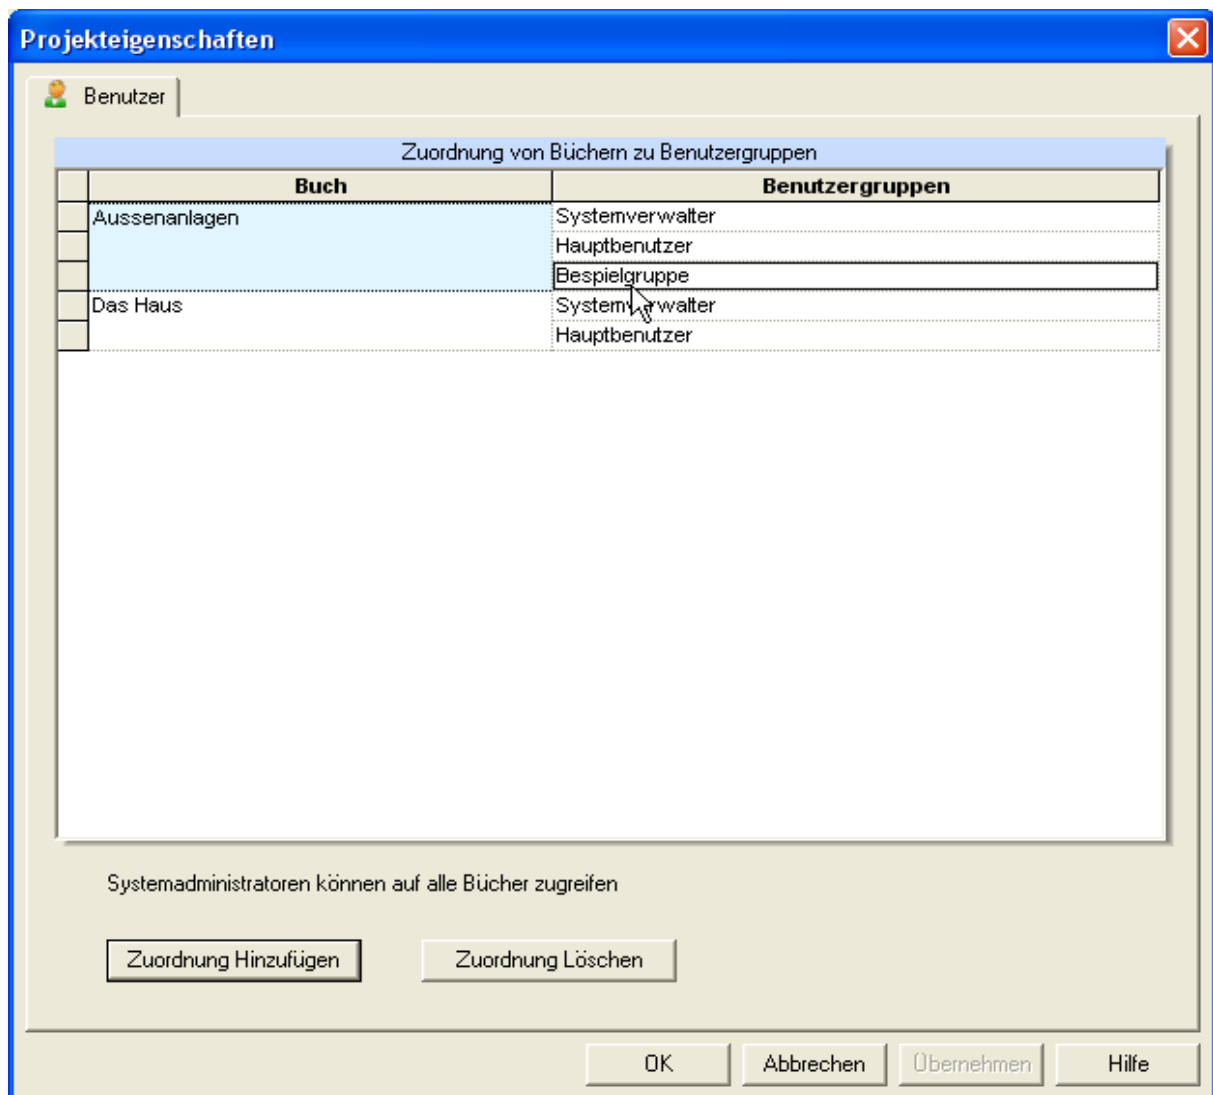 Projekteigenschaften
Benutzer
Zuordnung von Büchern zu Benutzergruppen
Buch Benutzergruppen
Aussenanlagen Systemverwalter
Hauptbenutzer
Bespielgruppe
Das Haus Systemverwalter
Hauptbenutzer
Systemadministratoren können auf alle Bücher zugreifen
Zuordnung Hinzufügen Zuordnung Löschen
OK Abbrechen Übernehmen Hilfe